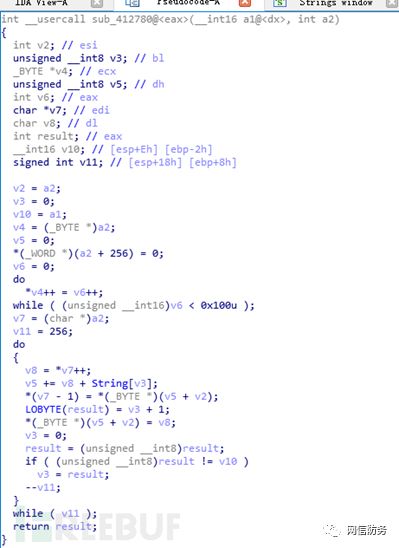 IDA View-A
Pseudocode-A
Strings window
int __usercall sub_412780@<eax>(__int16 a1@<dx>, int a2)
{
int v2; // esi
unsigned __int8 v3; // bl
_BYTE *v4; // ecx
unsigned __int8 v5; // dh
int v6; // eax
char *v7; // edi
char v8; // dl
int result; // eax
__int16 v10; // [esp+Eh] [ebp-2h]
signed int v11; // [esp+18h] [ebp+8h]
v2 = a2;
v3 = 0;
v10 = a1;
v4 = (_BYTE *)a2;
v5 = 0;
*(_WORD *)(a2 + 256) = 0;
v6 = 0;
do
*v4++ = v6++;
while ( (unsigned __int16)v6 < 0x100u );
v7 = (char *)a2;
v11 = 256;
do
{
v8 = *v7++;
v5 += v8 + String[v3];
*(v7 - 1) = *(_BYTE *)(v5 + v2);
LOBYTE(result) = v3 + 1;
*(_BYTE *)(v5 + v2) = v8;
v3 = 0;
result = (unsigned __int8)result;
if ( (unsigned __int8)result != v10 )
v3 = result;
--v11;
}
while ( v11 );
return result;
}
网信防务